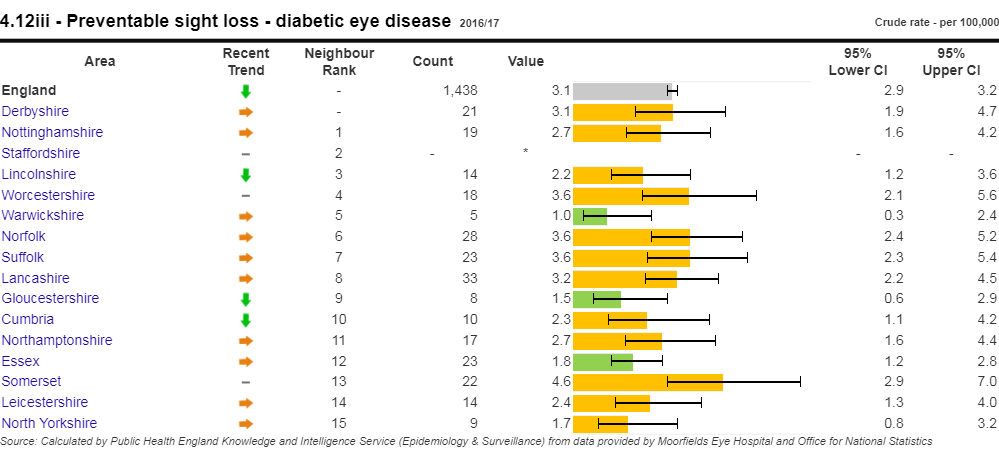 4.12iii - Preventable sight loss - diabetic eye disease 2016/17 Crude rate - per 100,000
Area Recent Trend Neighbour Rank Count Value 95% Lower CI 95% Upper CI
England - 1,438 3.1 2.9 3.2
Derbyshire - 21 3.1 1.9 4.7
Nottinghamshire 1 19 2.7 1.6 4.2
Staffordshire – 2 - * - -
Lincolnshire 3 14 2.2 1.2 3.6
Worcestershire – 4 18 3.6 2.1 5.6
Warwickshire 5 5 1.0 0.3 2.4
Norfolk 6 28 3.6 2.4 5.2
Suffolk 7 23 3.6 2.3 5.4
Lancashire 8 33 3.2 2.2 4.5
Gloucestershire 9 8 1.5 0.6 2.9
Cumbria 10 10 2.3 1.1 4.2
Northamptonshire 11 17 2.7 1.6 4.4
Essex 12 23 1.8 1.2 2.8
Somerset – 13 22 4.6 2.9 7.0
Leicestershire 14 14 2.4 1.3 4.0
North Yorkshire 15 9 1.7 0.8 3.2
Source: Calculated by Public Health England Knowledge and Intelligence Service (Epidemiology & Surveillance) from data provided by Moorfields Eye Hospital and Office for National Statistics